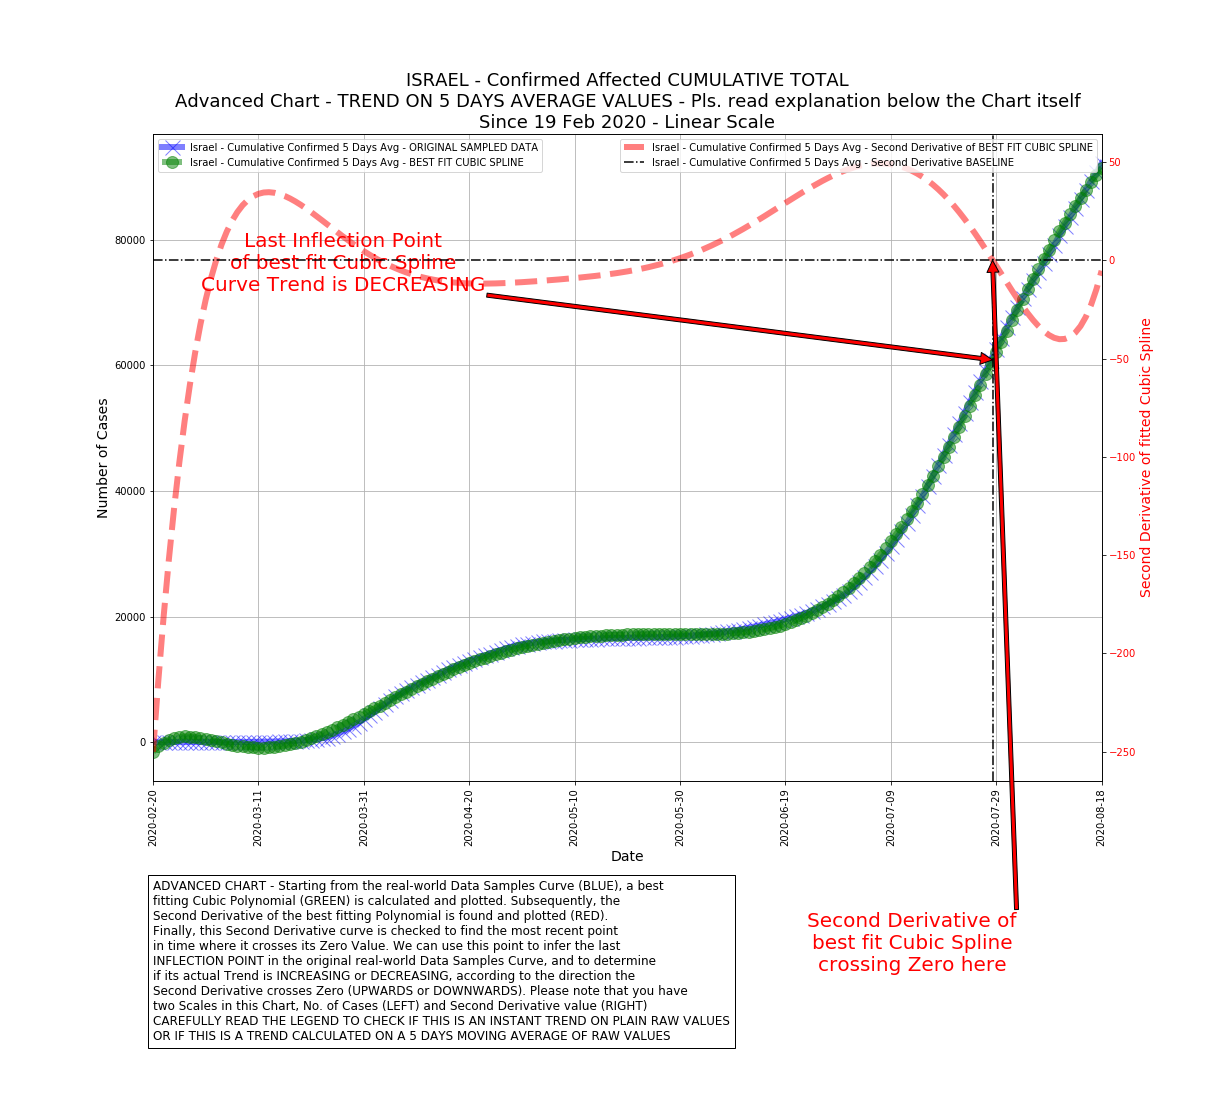 ISRAEL - Confirmed Affected CUMULATIVE TOTAL
Advanced Chart - TREND ON 5 DAYS AVERAGE VALUES - Pls. read explanation below the Chart itself
Since 19 Feb 2020 - Linear Scale
Israel - Cumulative Confirmed 5 Days Avg - ORIGINAL SAMPLED DATA
Israel - Cumulative Confirmed 5 Days Avg - BEST FIT CUBIC SPLINE
Israel - Cumulative Confirmed 5 Days Avg - Second Derivative of BEST FIT CUBIC SPLINE
Israel - Cumulative Confirmed 5 Days Avg - Second Derivative BASELINE
Last Inflection Point
of best fit Cubic Spline
Curve Trend is DECREASING
Number of Cases
80000
60000
40000
20000
0
50
0
−50
−100
−150
−200
−250
Second Derivative of fitted Cubic Spline
2020-02-20
2020-03-11
2020-03-31
2020-04-20
2020-05-10
2020-05-30
2020-06-19
2020-07-09
2020-07-29
2020-08-18
Date
ADVANCED CHART - Starting from the real-world Data Samples Curve (BLUE), a best
fitting Cubic Polynomial (GREEN) is calculated and plotted. Subsequently, the
Second Derivative of the best fitting Polynomial is found and plotted (RED).
Finally, this Second Derivative curve is checked to find the most recent point
in time where it crosses its Zero Value. We can use this point to infer the last
INFLECTION POINT in the original real-world Data Samples Curve, and to determine
if its actual Trend is INCREASING or DECREASING, according to the direction the
Second Derivative crosses Zero (UPWARDS or DOWNWARDS). Please note that you have
two Scales in this Chart, No. of Cases (LEFT) and Second Derivative value (RIGHT)
CAREFULLY READ THE LEGEND TO CHECK IF THIS IS AN INSTANT TREND ON PLAIN RAW VALUES
OR IF THIS IS A TREND CALCULATED ON A 5 DAYS MOVING AVERAGE OF RAW VALUES
Second Derivative of
best fit Cubic Spline
crossing Zero here